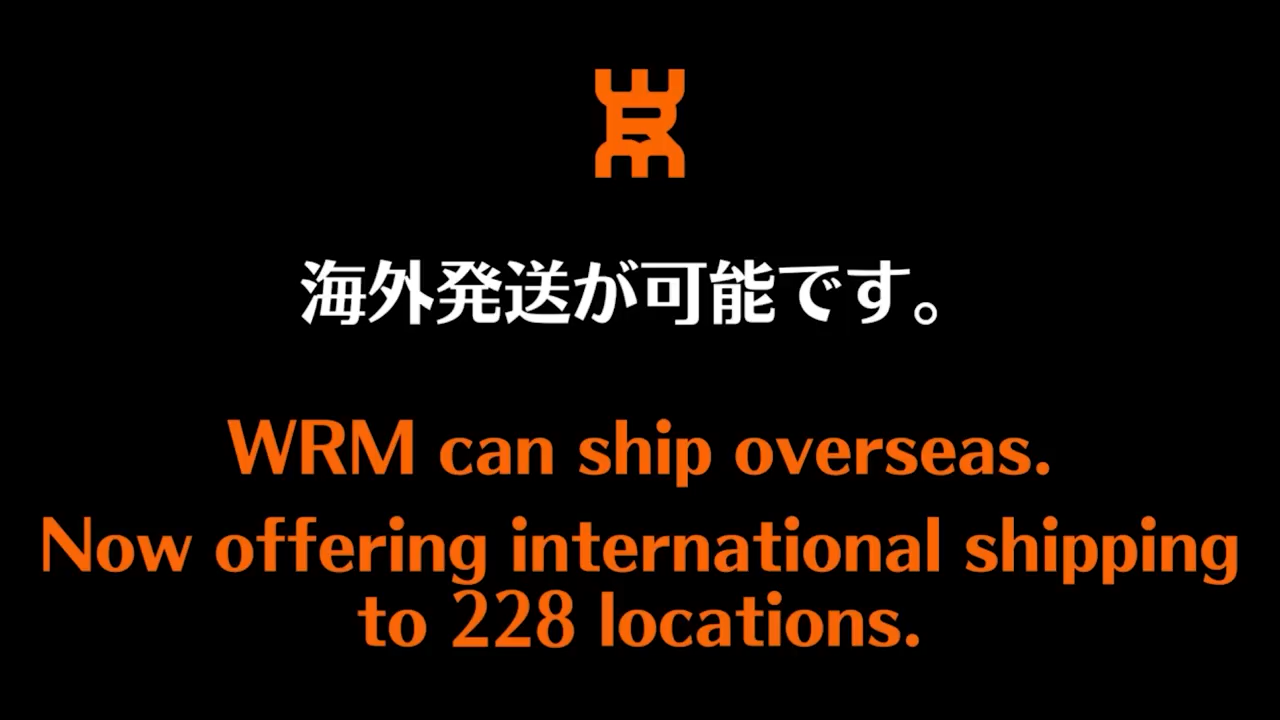 海外発送が可能です。
WRM can ship overseas.
Now offering international shipping
to 228 locations.